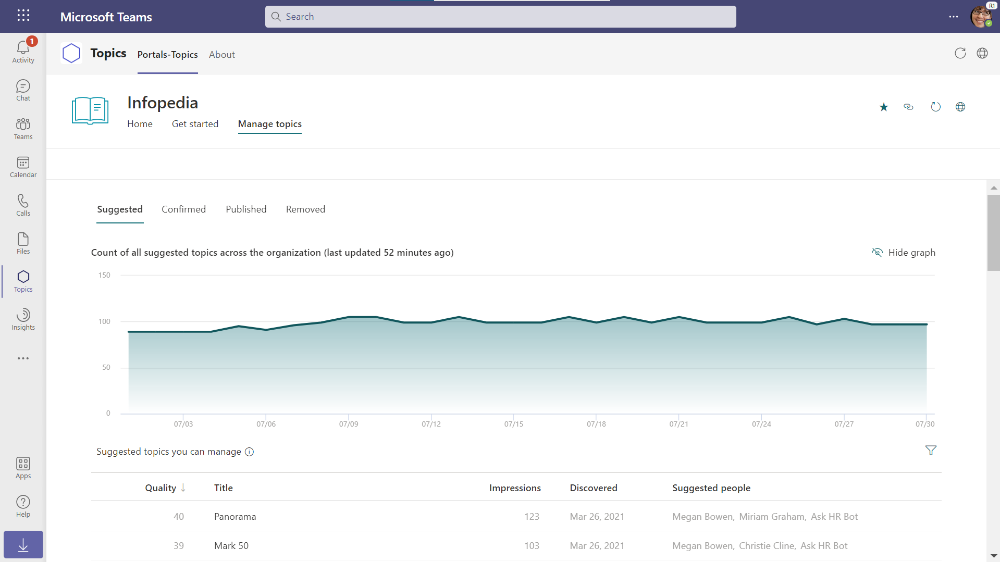 Microsoft Teams
Search
R1
1
Activity
Chat
Teams
Calendar
Calls
Files
Topics
Insights
Apps
Help
Topics Portals-Topics About
Infopedia
Home Get started Manage topics
Suggested Confirmed Published Removed
Count of all suggested topics across the organization (last updated 52 minutes ago) Hide graph
150
100
50
0
07/03 07/06 07/09 07/12 07/15 07/18 07/21 07/24 07/27 07/30
Suggested topics you can manage
Quality Title Impressions Discovered Suggested people
40 Panorama 123 Mar 26, 2021 Megan Bowen, Miriam Graham, Ask HR Bot
39 Mark 50 103 Mar 26, 2021 Megan Bowen, Christie Cline, Ask HR Bot